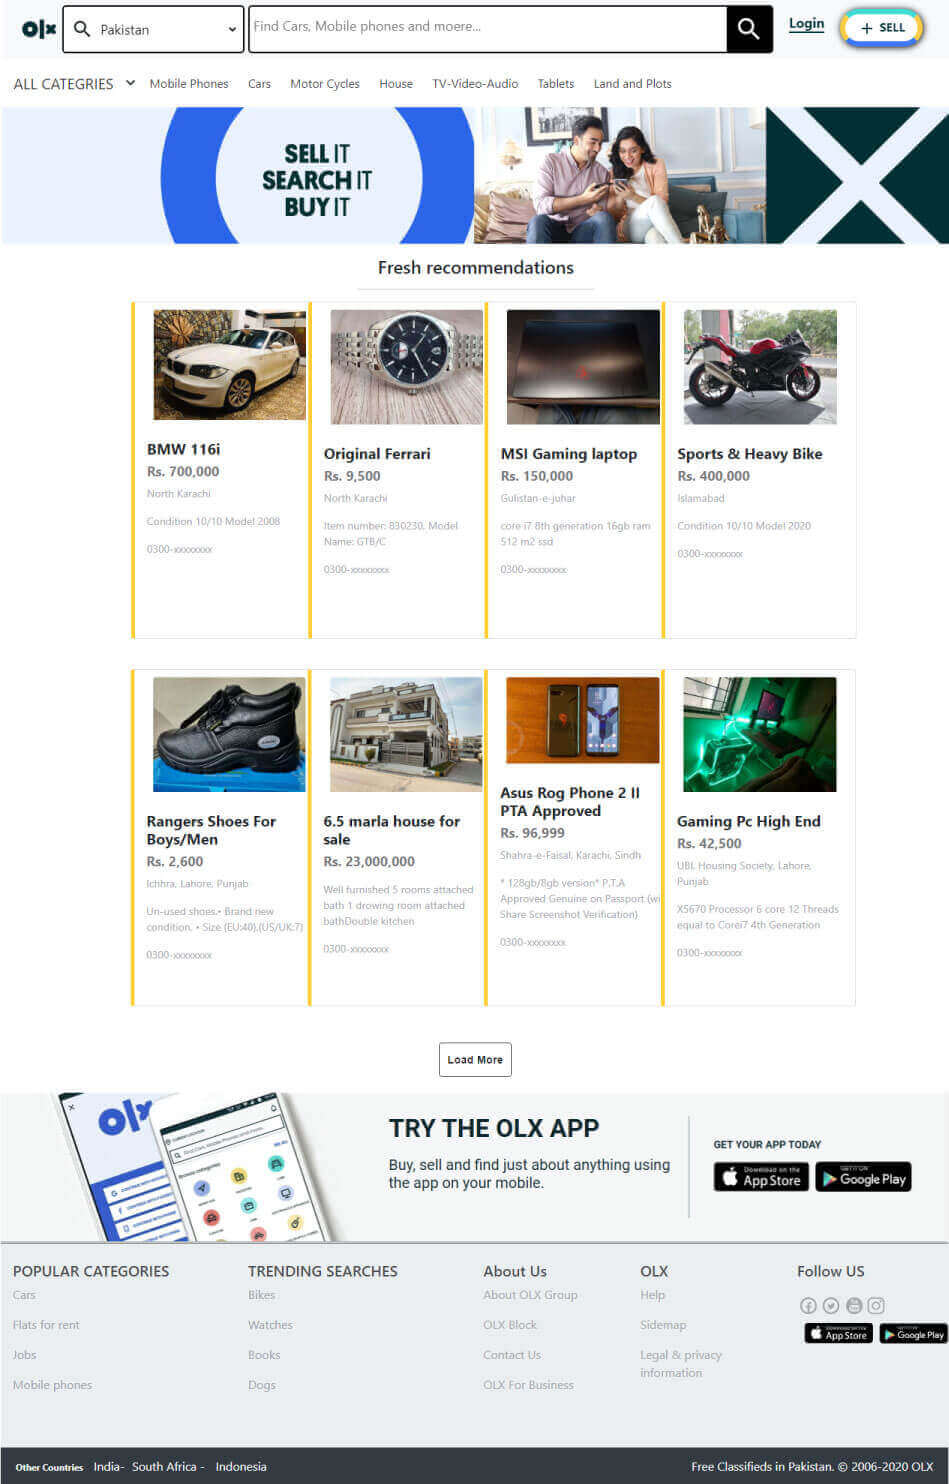 olx
Pakistan
Find Cars, Mobile phones and moere...
Login
+ SELL
ALL CATEGRIES
Mobile Phones
Cars
Motor Cycles
House
TV-Video-Audio
Tablets
Land and Plots
SELL IT
SEARCH IT
BUY IT
Fresh recommendations
BMW 116i
Rs. 700,000
North Karachi
Condition 10/10 Model 2008
0300-xxxxxxxx
Original Ferrari
Rs. 9,500
North Karachi
Item number: 830230, Model
Name: GTB/C
0300-xxxxxxxx
MSI Gaming laptop
Rs. 150,000
Gulistan-e-juhar
core i7 8th generation 16gb ram
512 m2 ssd
0300-xxxxxxxx
Sports & Heavy Bike
Rs. 400,000
Islamabad
Condition 10/10 Model 2020
0300-xxxxxxxx
Rangers Shoes For
Boys/Men
Rs. 2,600
Ichhra, Lahore, Punjab
Un-used shoes.• Brand new
condition. • Size (EU:40),(US/UK:7)
0300-xxxxxxxx
6.5 marla house for
sale
Rs. 23,000,000
Well furnished 5 rooms attached
bath 1 drowing room attached
bathDouble kitchen
0300-xxxxxxxx
Asus Rog Phone 2 II
PTA Approved
Rs. 96,999
Shahra-e-Faisal, Karachi, Sindh
* 128gb/8gb version* P.T.A
Approved Genuine on Passport (wi
Share Screenshot Verification)
0300-xxxxxxxx
Gaming Pc High End
Rs. 42,500
UBL Housing Society, Lahore,
Punjab
X5670 Processor 6 core 12 Threads
equal to Corei7 4th Generation
0300-xxxxxxxx
Load More
olx
Browse categories
TRY THE OLX APP
Buy, sell and find just about anything using
the app on your mobile.
GET YOUR APP TODAY
Download on the
App Store
GET IT ON
Google Play
POPULAR CATEGORIES
Cars
Flats for rent
Jobs
Mobile phones
TRENDING SEARCHES
Bikes
Watches
Books
Dogs
About Us
About OLX Group
OLX Block
Contact Us
OLX For Business
OLX
Help
Sidemap
Legal & privacy
information
Follow US
App Store
Google Play
Other Countries India- South Africa - Indonesia
Free Classifieds in Pakistan. © 2006-2020 OLX